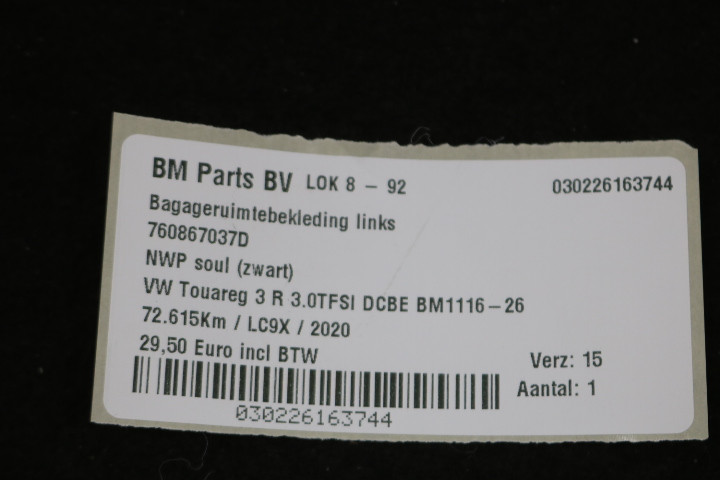 BM Parts BV LOK 8 - 92 030226163744
Bagageruimtebekleding links
760867037D
NWP soul (zwart)
VW Touareg 3 R 3.0TFSI DCBE BM1116-26
72.615Km / LC9X / 2020
29,50 Euro incl BTW Verz: 15
Aantal: 1
030226163744